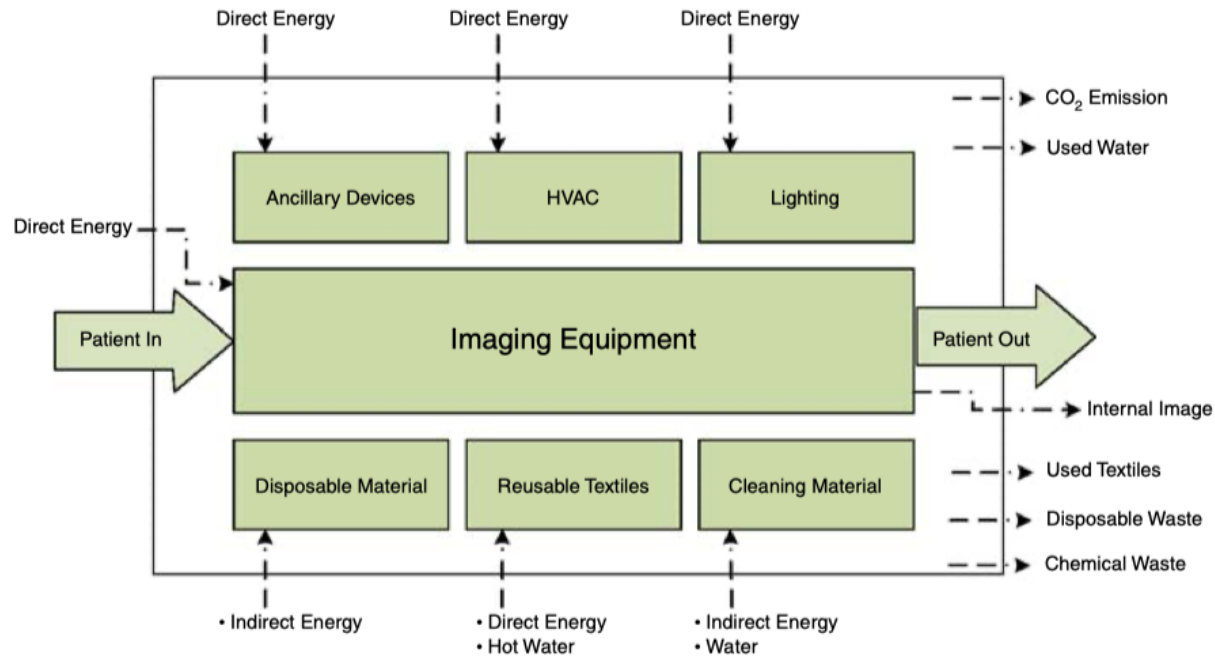 Direct Energy
Direct Energy
Direct Energy
CO₂ Emission
Used Water
Ancillary Devices
HVAC
Lighting
Direct Energy
Patient In
Imaging Equipment
Patient Out
Internal Image
Disposable Material
Reusable Textiles
Cleaning Material
Used Textiles
Disposable Waste
Chemical Waste
• Indirect Energy
• Direct Energy
• Hot Water
• Indirect Energy
• Water